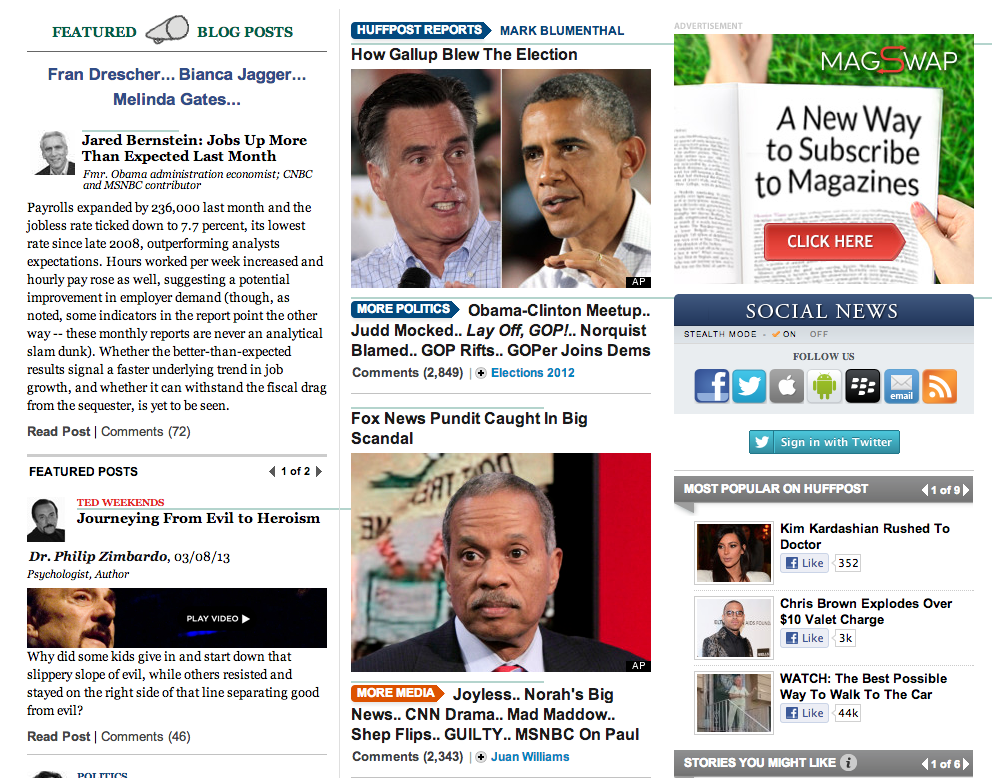 FEATURED BLOG POSTS
Fran Drescher... Bianca Jagger...
Melinda Gates...
Jared Bernstein: Jobs Up More
Than Expected Last Month
Fmr. Obama administration economist; CNBC
and MSNBC contributor
Payrolls expanded by 236,000 last month and the
jobless rate ticked down to 7.7 percent, its lowest
rate since late 2008, outperforming analysts
expectations. Hours worked per week increased and
hourly pay rose as well, suggesting a potential
improvement in employer demand (though, as
noted, some indicators in the report point the other
way -- these monthly reports are never an analytical
slam dunk). Whether the better-than-expected
results signal a faster underlying trend in job
growth, and whether it can withstand the fiscal drag
from the sequester, is yet to be seen.
Read Post | Comments (72)
FEATURED POSTS
1 of 2
TED WEEKENDS
Journeying From Evil to Heroism
Dr. Philip Zimbardo, 03/08/13
Psychologist, Author
PLAY VIDEO
Why did some kids give in and start down that
slippery slope of evil, while others resisted and
stayed on the right side of that line separating good
from evil?
Read Post | Comments (46)
POLITICS
HUFFPOST REPORTS MARK BLUMENTHAL
How Gallup Blew The Election
AP
MORE POLITICS Obama-Clinton Meetup..
Judd Mocked.. Lay Off, GOP!.. Norquist
Blamed.. GOP Rifts.. GOPer Joins Dems
Comments (2,849) | Elections 2012
Fox News Pundit Caught In Big
Scandal
AP
MORE MEDIA Joyless.. Norah's Big
News.. CNN Drama.. Mad Maddow..
Shep Flips.. GUILTY.. MSNBC On Paul
Comments (2,343) | Juan Williams
ADVERTISEMENT
MAGSWAP
A New Way
to Subscribe
to Magazines
CLICK HERE
SOCIAL NEWS
STEALTH MODE - ON OFF
FOLLOW US
email
Sign in with Twitter
MOST POPULAR ON HUFFPOST
1 of 9
Kim Kardashian Rushed To
Doctor
Like 352
Chris Brown Explodes Over
$10 Valet Charge
Like 3k
WATCH: The Best Possible
Way To Walk To The Car
Like 44k
STORIES YOU MIGHT LIKE
1 of 6